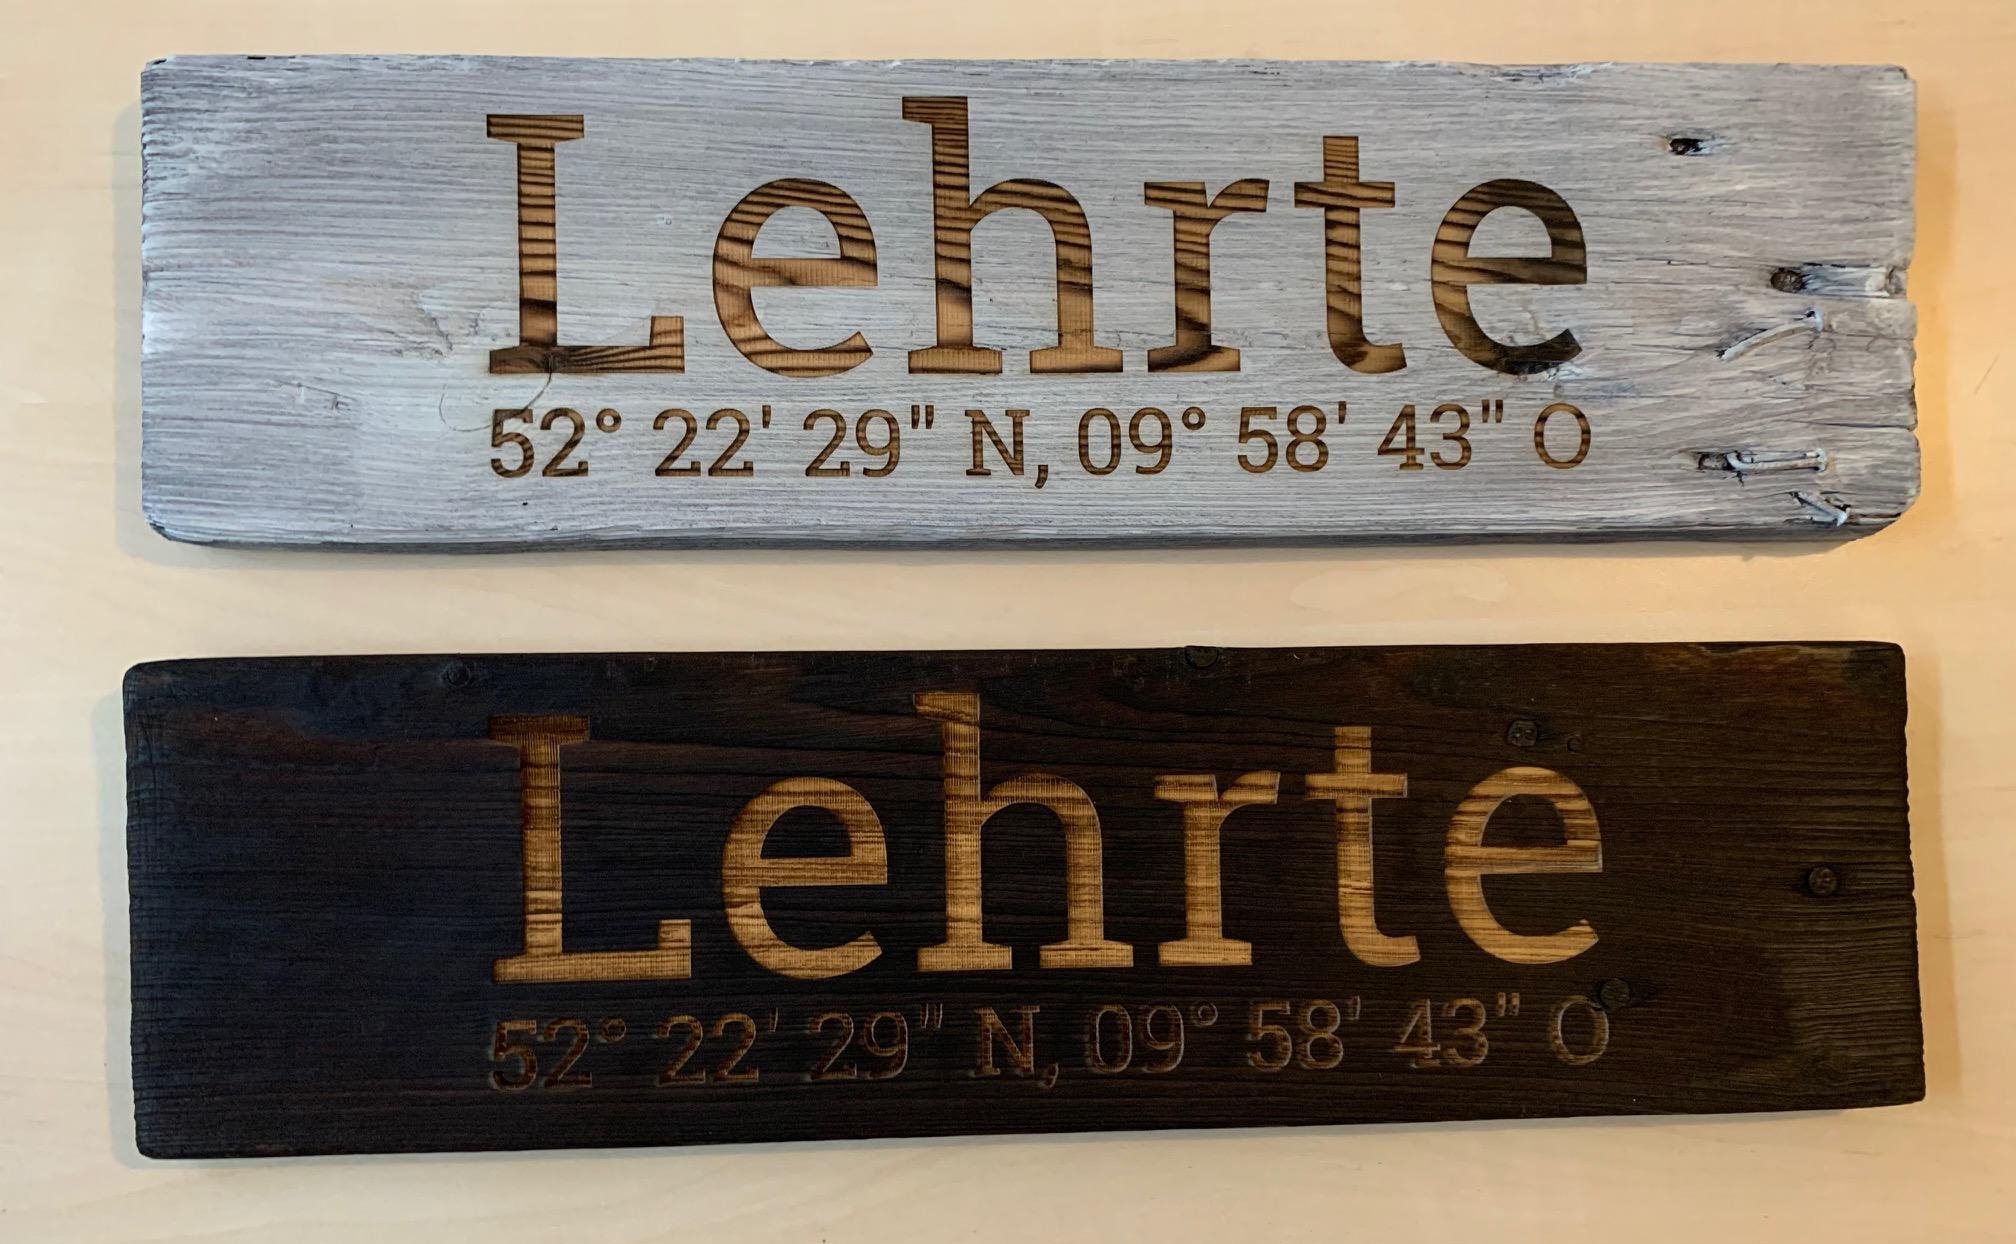 Lehrte
52° 22' 29" N, 09° 58' 43" O
Lehrte
52° 22' 29" N, 09° 58' 43" O